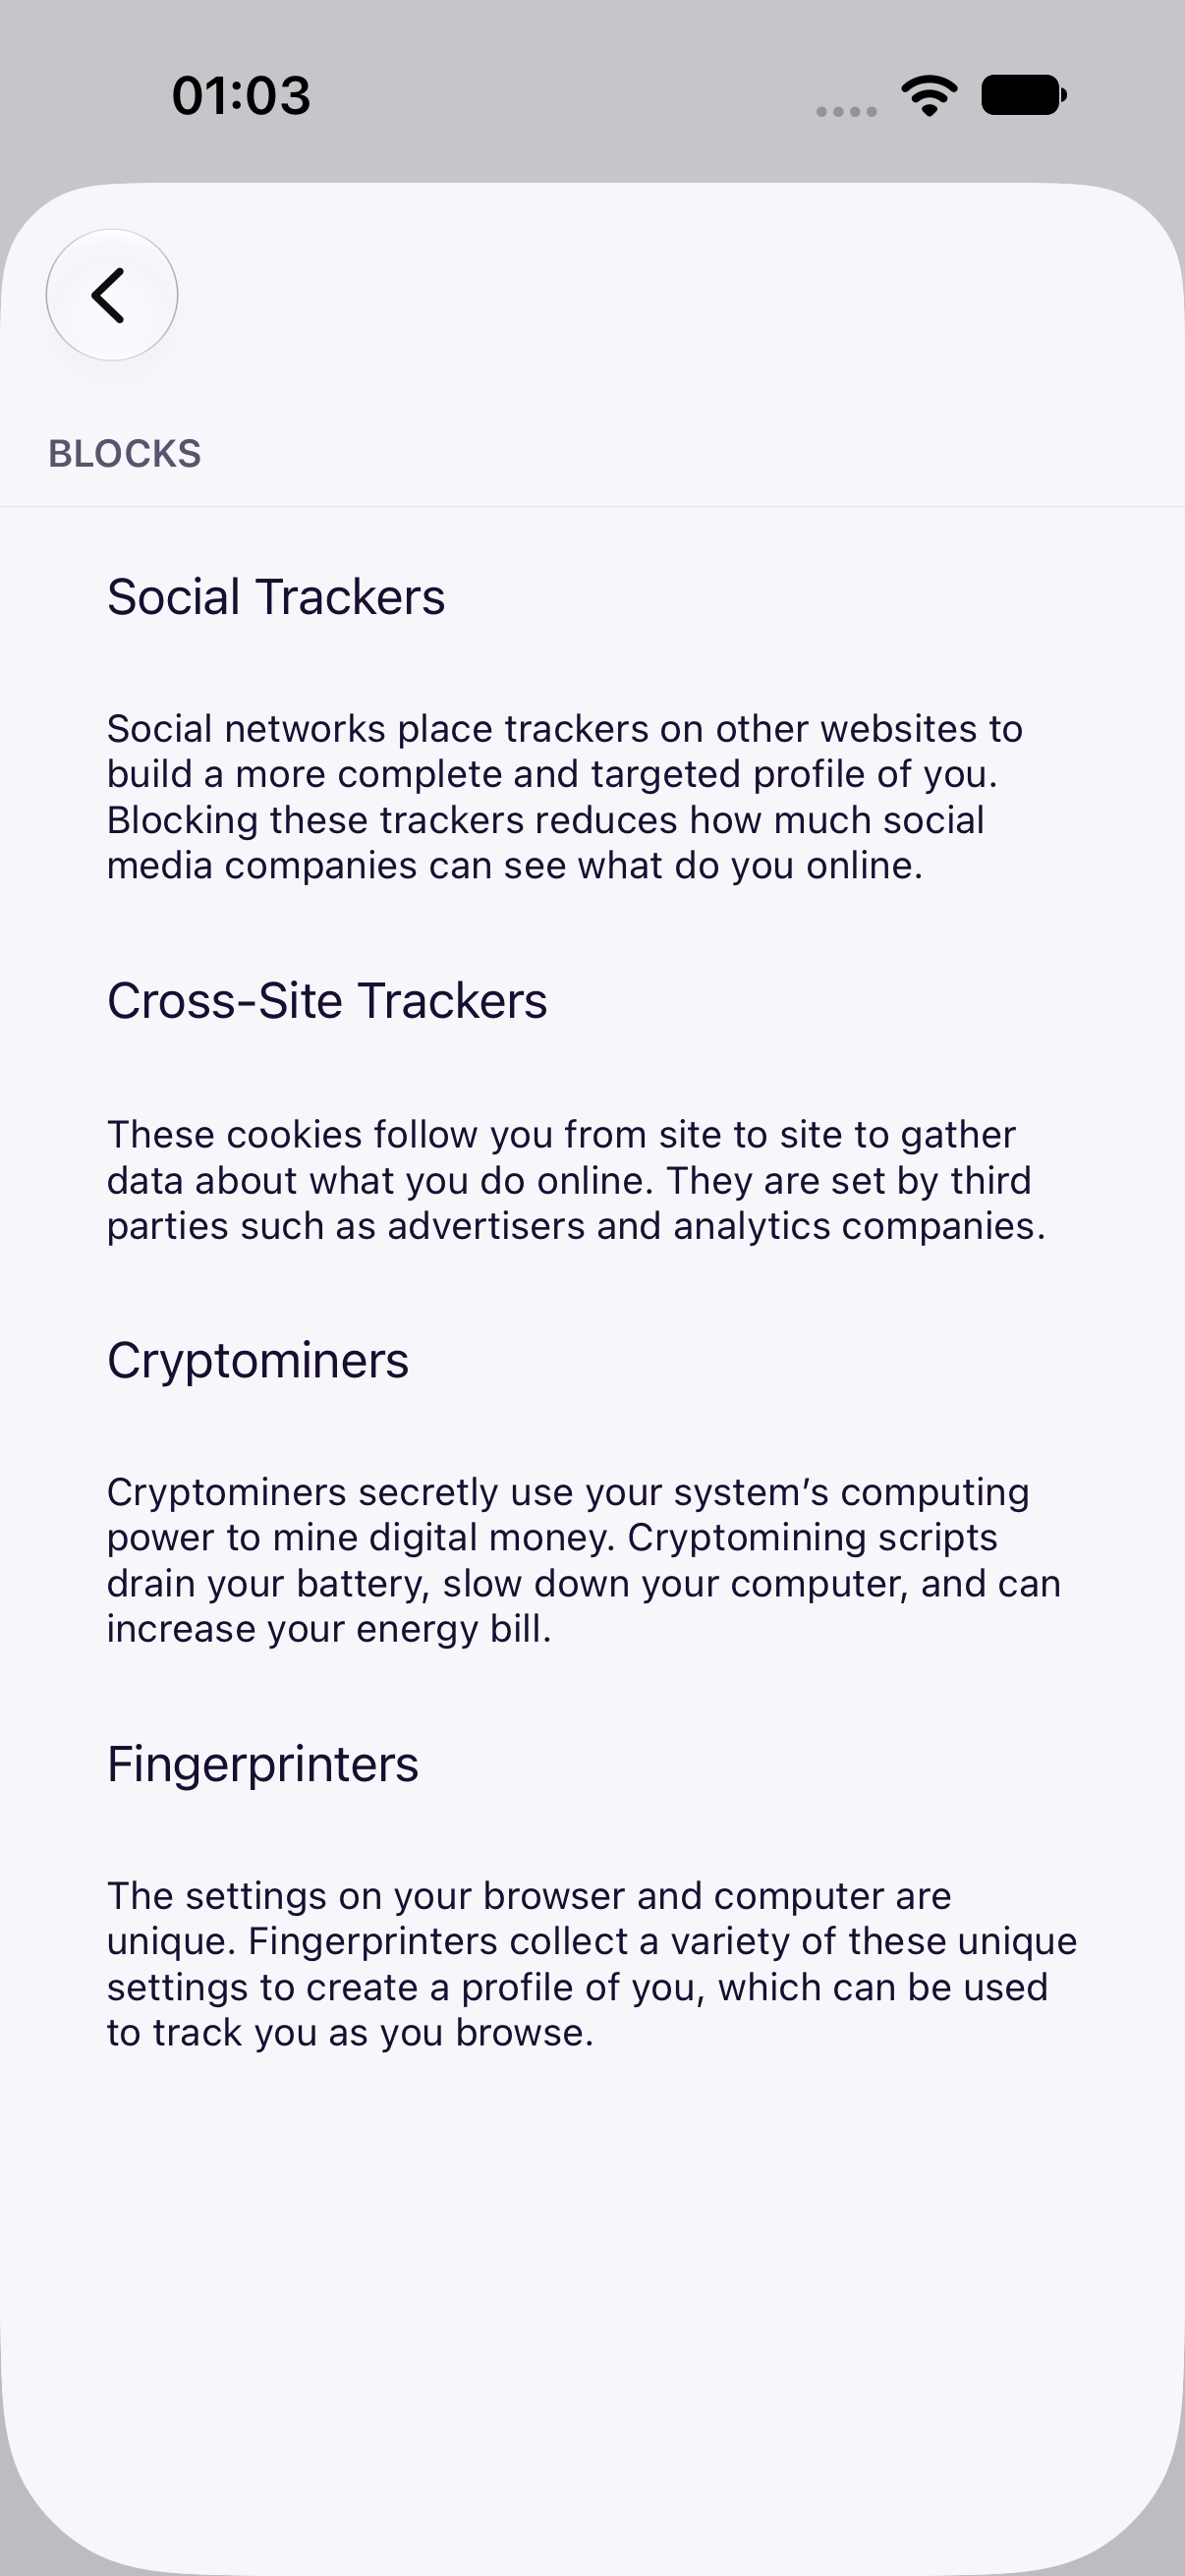 01:03
BLOCKS
Social Trackers
Social networks place trackers on other websites to
build a more complete and targeted profile of you.
Blocking these trackers reduces how much social
media companies can see what do you online.
Cross-Site Trackers
These cookies follow you from site to site to gather
data about what you do online. They are set by third
parties such as advertisers and analytics companies.
Cryptominers
Cryptominers secretly use your system’s computing
power to mine digital money. Cryptomining scripts
drain your battery, slow down your computer, and can
increase your energy bill.
Fingerprinters
The settings on your browser and computer are
unique. Fingerprinters collect a variety of these unique
settings to create a profile of you, which can be used
to track you as you browse.